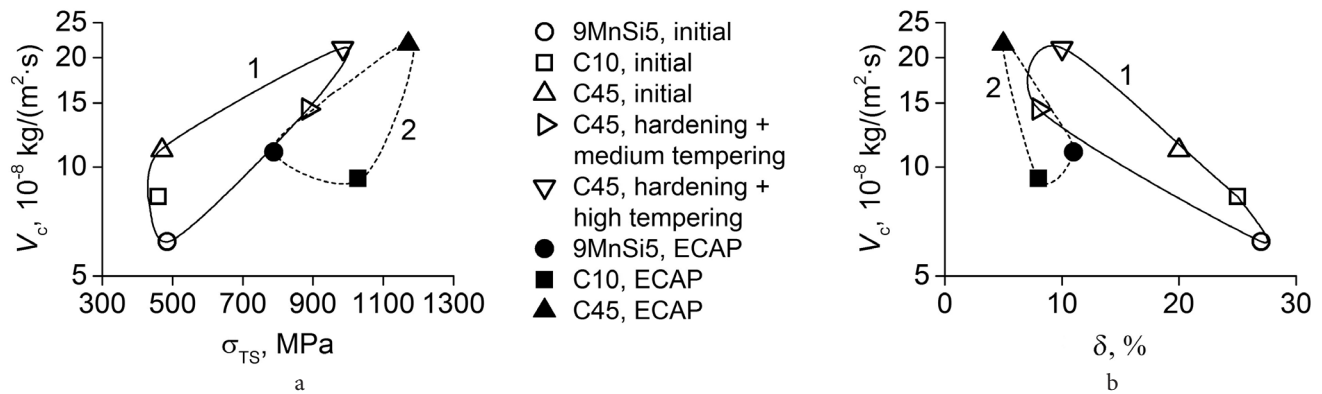 25
20
15
10
5
V_c, 10^-8 kg/(m²·s)
1
2
300 500 700 900 1100 1300
σ_TS, MPa
a
9MnSi5, initial
C10, initial
C45, initial
C45, hardening +
medium tempering
C45, hardening +
high tempering
9MnSi5, ECAP
C10, ECAP
C45, ECAP
25
20
15
10
5
V_c, 10^-8 kg/(m²·s)
1
2
0 10 20 30
δ, %
b